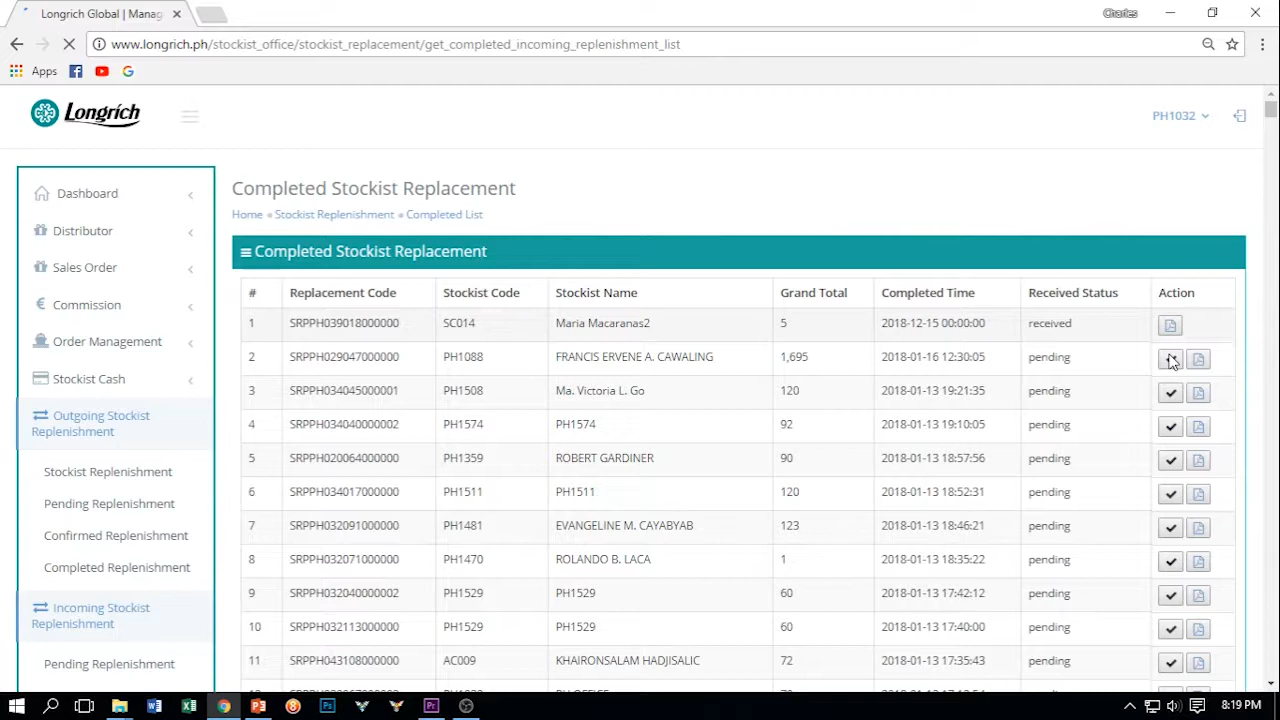 Longrich Global | Manag
Charles
www.longrich.ph/stockist_office/stockist_replacement/get_completed_incoming_replenishment_list
Apps
Longrich
PH1032
Dashboard
Distributor
Sales Order
Commission
Order Management
Stockist Cash
Outgoing Stockist
Replenishment
Stockist Replenishment
Pending Replenishment
Confirmed Replenishment
Completed Replenishment
Incoming Stockist
Replenishment
Pending Replenishment
Completed Stockist Replacement
Home » Stockist Replenishment » Completed List
Completed Stockist Replacement
# Replacement Code Stockist Code Stockist Name Grand Total Completed Time Received Status Action
1 SRPPH039018000000 SC014 Maria Macaranas2 5 2018-12-15 00:00:00 received
2 SRPPH029047000000 PH1088 FRANCIS ERVENE A. CAWALING 1,695 2018-01-16 12:30:05 pending
3 SRPPH034045000001 PH1508 Ma. Victoria L. Go 120 2018-01-13 19:21:35 pending
4 SRPPH034040000002 PH1574 PH1574 92 2018-01-13 19:10:05 pending
5 SRPPH020064000000 PH1359 ROBERT GARDINER 90 2018-01-13 18:57:56 pending
6 SRPPH034017000000 PH1511 PH1511 120 2018-01-13 18:52:31 pending
7 SRPPH032091000000 PH1481 EVANGELINE M. CAYABYAB 123 2018-01-13 18:46:21 pending
8 SRPPH032071000000 PH1470 ROLANDO B. LACA 1 2018-01-13 18:35:22 pending
9 SRPPH032040000002 PH1529 PH1529 60 2018-01-13 17:42:12 pending
10 SRPPH032113000000 PH1529 PH1529 60 2018-01-13 17:40:00 pending
11 SRPPH043108000000 AC009 KHAIRONSALAM HADJISALIC 72 2018-01-13 17:35:43 pending
8:19 PM